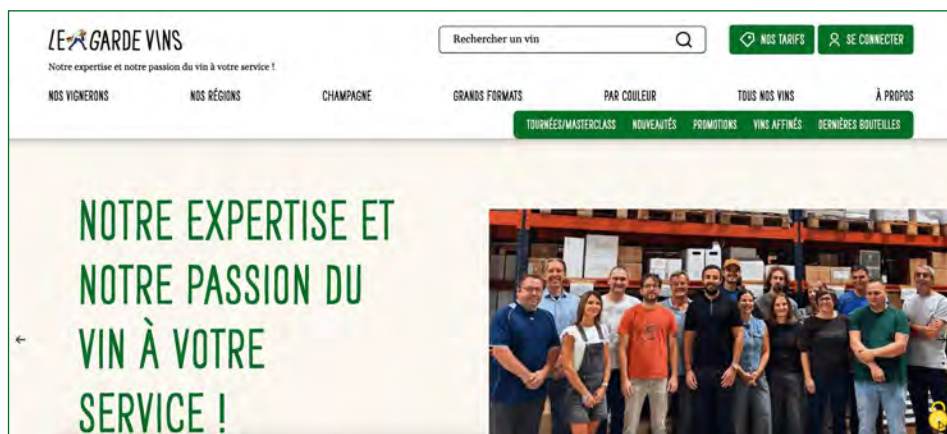 LE GARDE VINS
Notre expertise et notre passion du vin à votre service !
Rechercher un vin
NOS TARIFS
SE CONNECTER
NOS VIGNERONS NOS RÉGIONS CHAMPAGNE GRANDS FORMATS PAR COULEUR TOUS NOS VINS À PROPOS
TOURNÉES/MASTERCLASS NOUVEAUTÉS PROMOTIONS VINS AFFINÉS DERNIÈRES BOUTEILLES
NOTRE EXPERTISE ET
NOTRE PASSION DU
VIN À VOTRE
SERVICE !